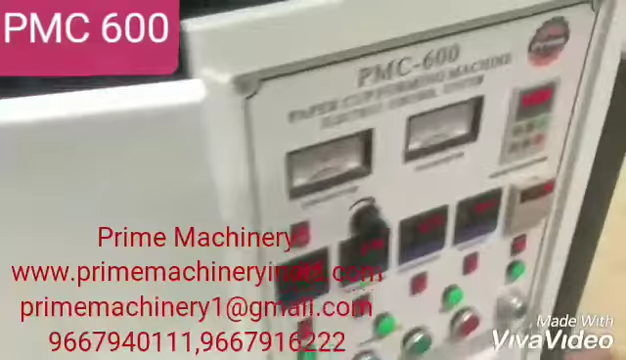 PMC 600
PMC-600
PAPER CUP FORMING MACHINE
ELECTRIC CONTROL SYSTEM
Prime Machinery
primemachinery1@gmail.com
9667940111,9667916222
Made With
VivaVideo